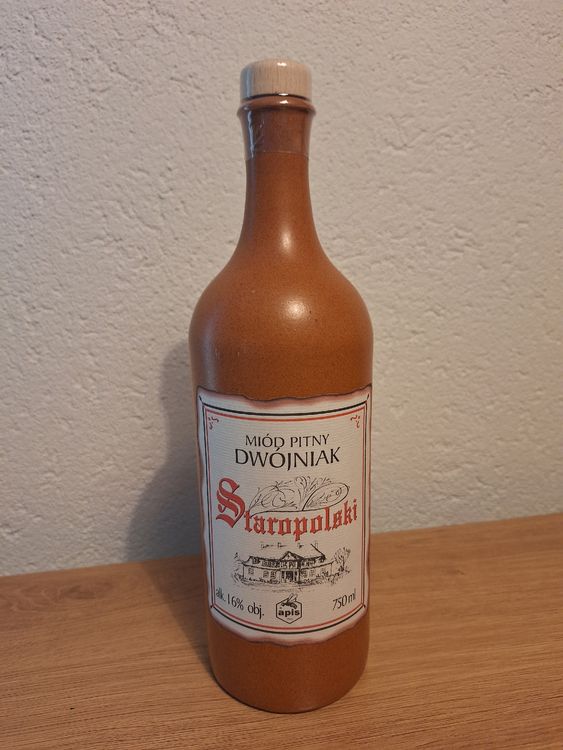 MIÓD PITNY
DWÓJNIAK
Staropolski
alk. 16% obj.
apis
750 ml